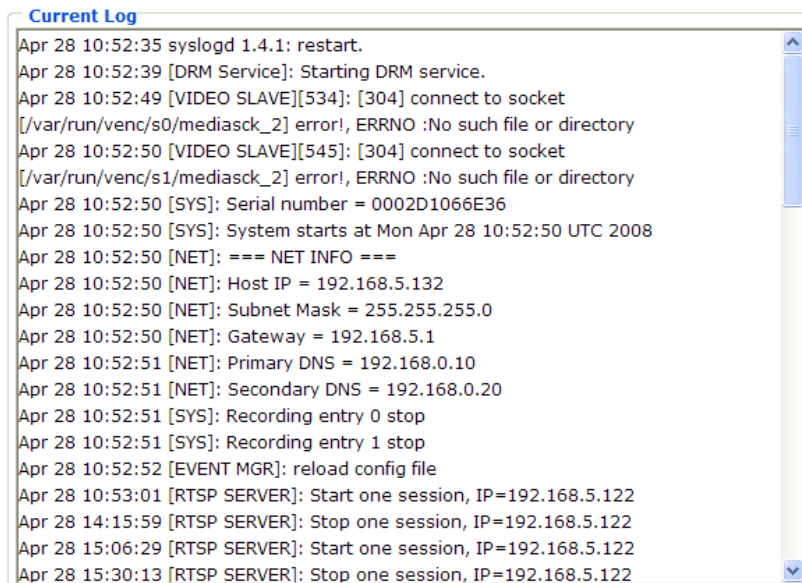 Current Log
Apr 28 10:52:35 syslogd 1.4.1: restart.
Apr 28 10:52:39 [DRM Service]: Starting DRM service.
Apr 28 10:52:49 [VIDEO SLAVE][534]: [304] connect to socket
[/var/run/venc/s0/mediasck_2] error!, ERRNO :No such file or directory
Apr 28 10:52:50 [VIDEO SLAVE][545]: [304] connect to socket
[/var/run/venc/s1/mediasck_2] error!, ERRNO :No such file or directory
Apr 28 10:52:50 [SYS]: Serial number = 0002D1066E36
Apr 28 10:52:50 [SYS]: System starts at Mon Apr 28 10:52:50 UTC 2008
Apr 28 10:52:50 [NET]: === NET INFO ===
Apr 28 10:52:50 [NET]: Host IP = 192.168.5.132
Apr 28 10:52:50 [NET]: Subnet Mask = 255.255.255.0
Apr 28 10:52:50 [NET]: Gateway = 192.168.5.1
Apr 28 10:52:51 [NET]: Primary DNS = 192.168.0.10
Apr 28 10:52:51 [NET]: Secondary DNS = 192.168.0.20
Apr 28 10:52:51 [SYS]: Recording entry 0 stop
Apr 28 10:52:51 [SYS]: Recording entry 1 stop
Apr 28 10:52:52 [EVENT MGR]: reload config file
Apr 28 10:53:01 [RTSP SERVER]: Start one session, IP=192.168.5.122
Apr 28 14:15:59 [RTSP SERVER]: Stop one session, IP=192.168.5.122
Apr 28 15:06:29 [RTSP SERVER]: Start one session, IP=192.168.5.122
Apr 28 15:30:13 [RTSP SERVER]: Stop one session, IP=192.168.5.122